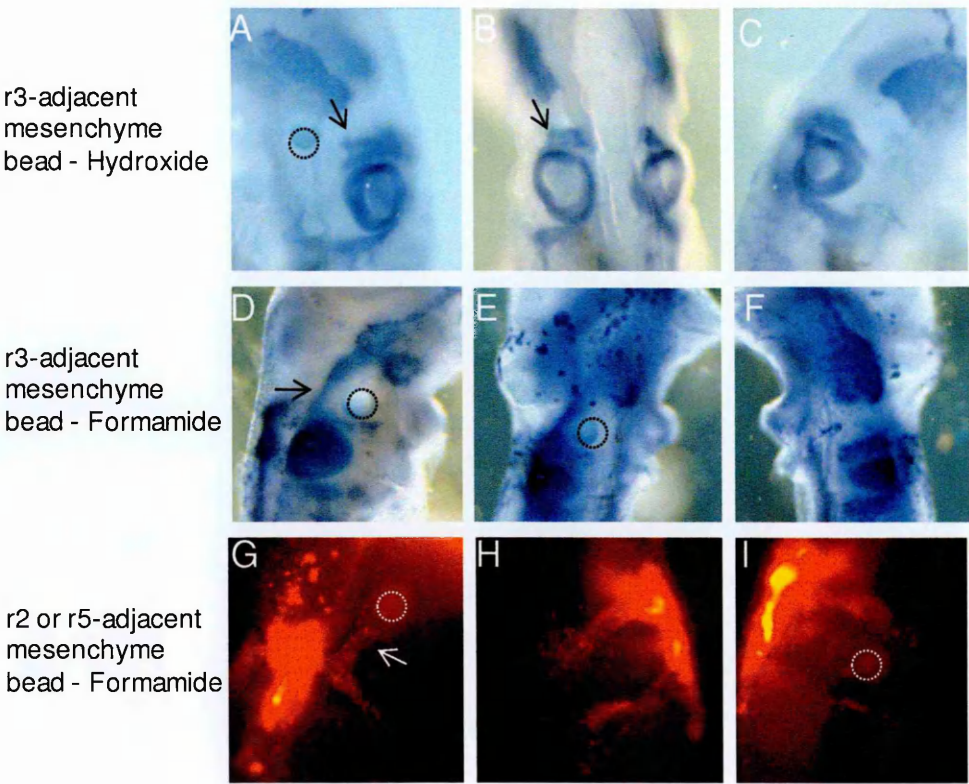 A
B
C
r3-adjacent
mesenchyme
bead - Hydroxide
D
E
F
r3-adjacent
mesenchyme
bead - Formamide
G
H
I
r2 or r5-adjacent
mesenchyme
bead - Formamide